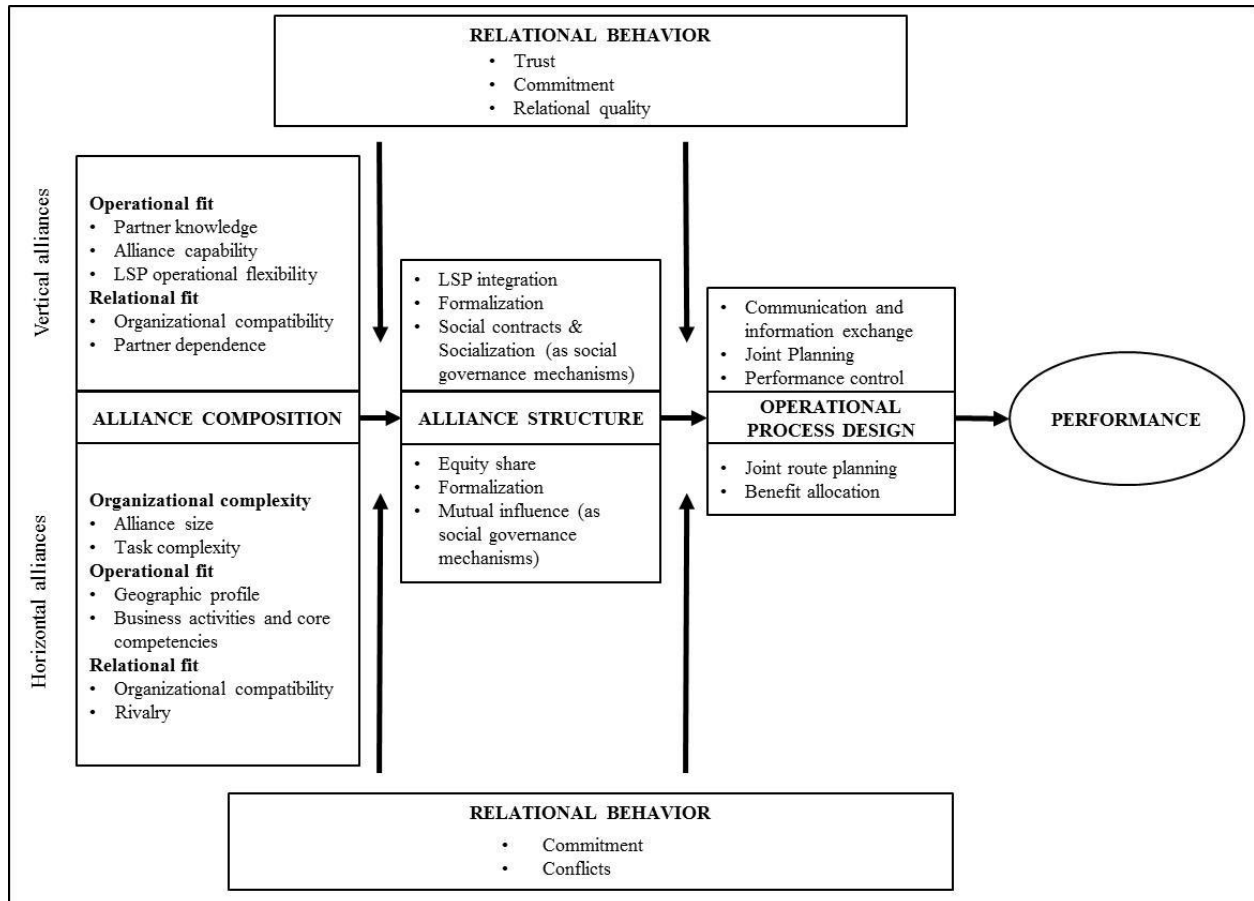 RELATIONAL BEHAVIOR
• Trust
• Commitment
• Relational quality
Vertical alliances
Operational fit
• Partner knowledge
• Alliance capability
• LSP operational flexibility
Relational fit
• Organizational compatibility
• Partner dependence
• LSP integration
• Formalization
• Social contracts &
Socialization (as social
governance mechanisms)
• Communication and
information exchange
• Joint Planning
• Performance control
ALLIANCE COMPOSITION
ALLIANCE STRUCTURE
OPERATIONAL
PROCESS DESIGN
PERFORMANCE
Horizontal alliances
Organizational complexity
• Alliance size
• Task complexity
Operational fit
• Geographic profile
• Business activities and core
competencies
Relational fit
• Organizational compatibility
• Rivalry
• Equity share
• Formalization
• Mutual influence (as
social governance
mechanisms)
• Joint route planning
• Benefit allocation
RELATIONAL BEHAVIOR
• Commitment
• Conflicts